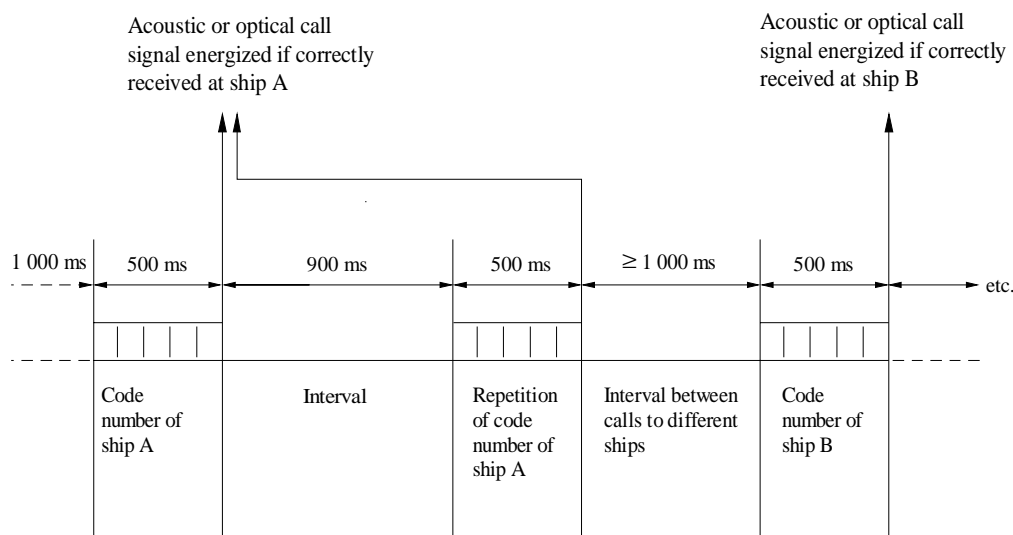 Acoustic or optical call
signal energized if correctly
received at ship A
Acoustic or optical call
signal energized if correctly
received at ship B
1 000 ms
500 ms
900 ms
500 ms
≥ 1 000 ms
500 ms
etc.
Code
number of
ship A
Interval
Repetition
of code
number of
ship A
Interval between
calls to different
ships
Code
number of
ship B